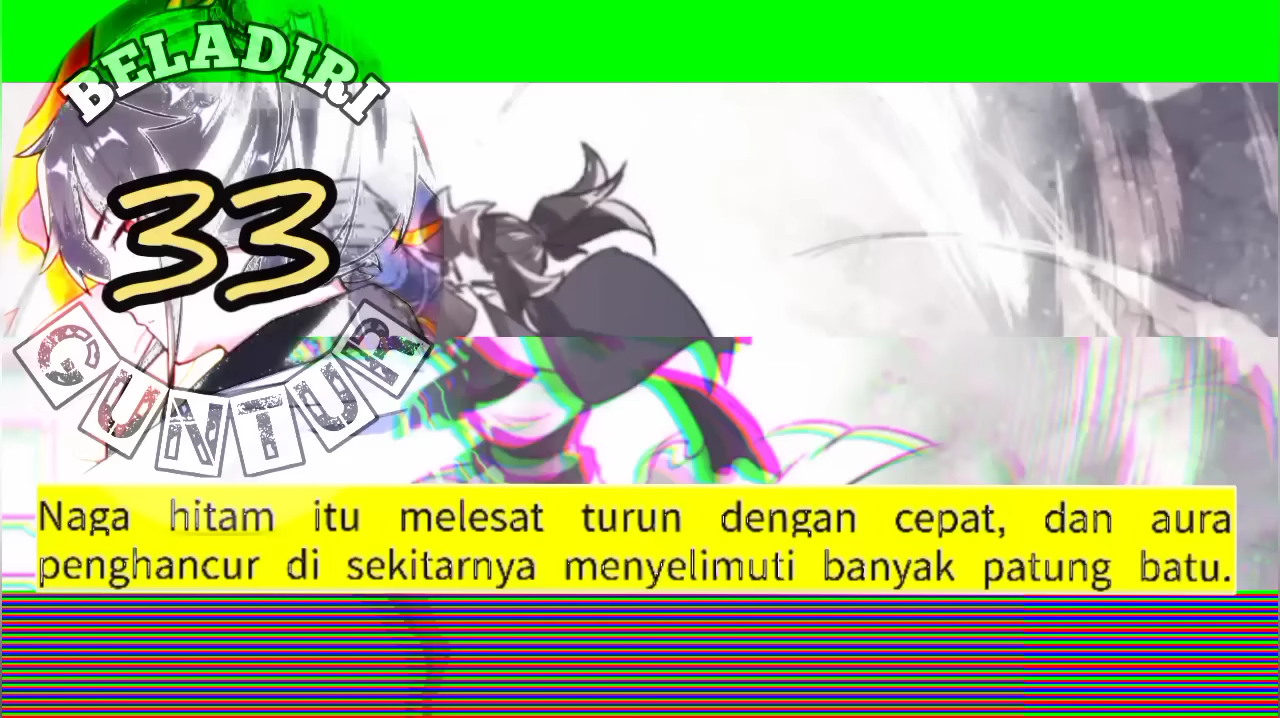 BELADIRI
33
GUNTUR
Naga hitam itu melesat turun dengan cepat, dan aura
penghancur di sekitarnya menyelimuti banyak patung batu.